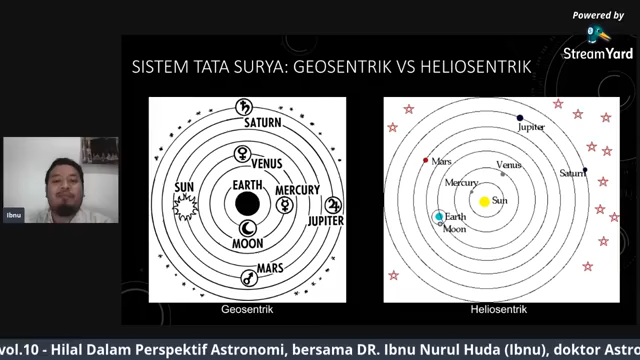 Powered by
StreamYard
SISTEM TATA SURYA: GEOSENTRIK VS HELIOSENTRIK
SATURN
VENUS
SUN
EARTH
MERCURY
JUPITER
MOON
MARS
Geosentrik
Jupiter
Mars
Venus
Saturn
Mercury
Sun
Earth
Moon
Heliosentrik
Ibnu
vol.10 - Hilal Dalam Perspektif Astronomi, bersama DR. Ibnu Nurul Huda (Ibnu), doktor Astro